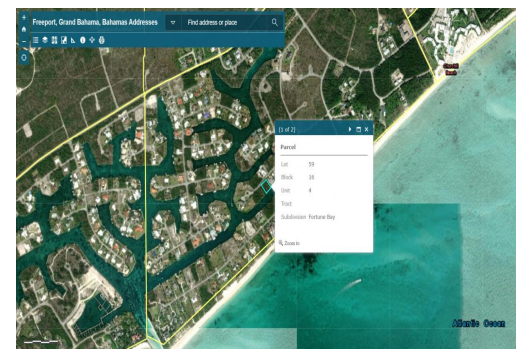 Freeport, Grand Bahama, Bahamas Addresses
Find address or place
(1 of 2)
Parcel
Lot 59
Block 16
Unit 4
Tract
Subdivision Fortune Bay
Zoom to
Atlantic Ocean